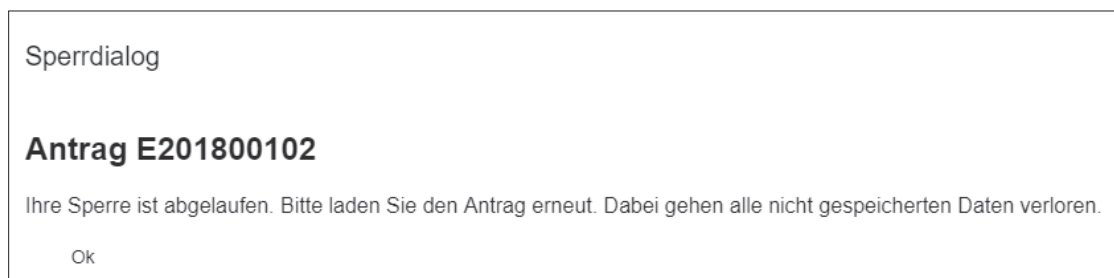 Sperrdialog
Antrag E201800102
Ihre Sperre ist abgelaufen. Bitte laden Sie den Antrag erneut. Dabei gehen alle nicht gespeicherten Daten verloren.
Ok